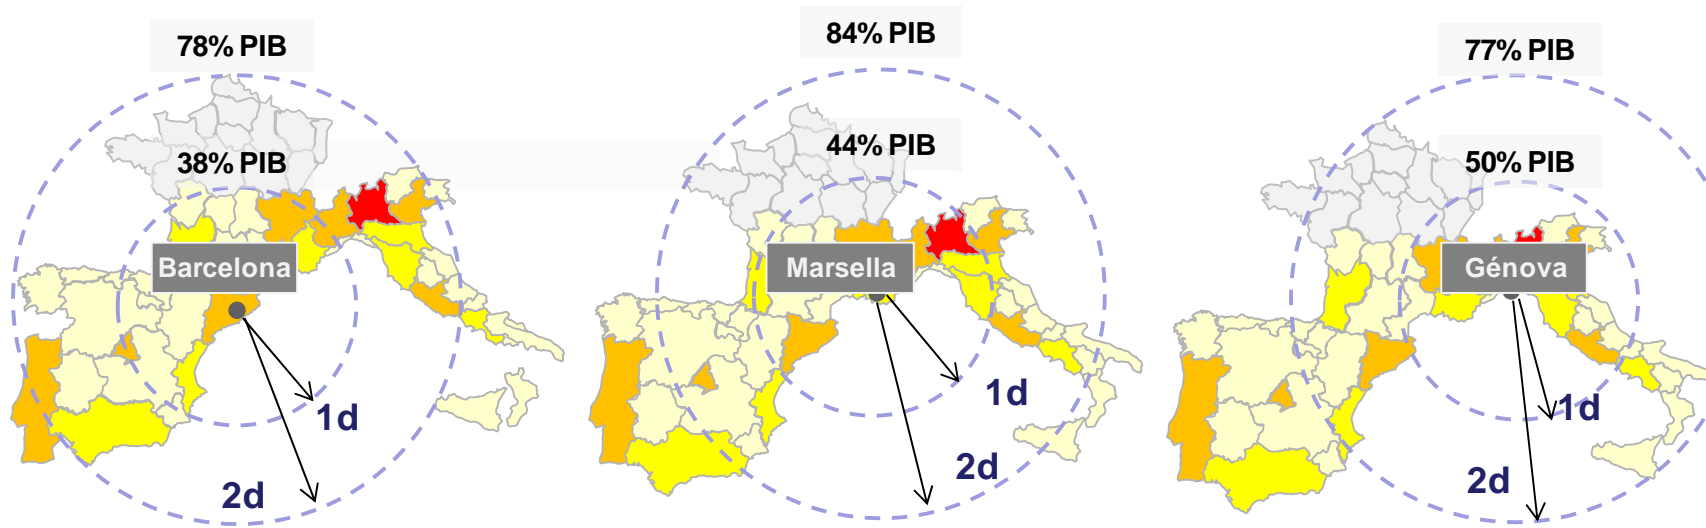 78% PIB
38% PIB
Barcelona
1d
2d
84% PIB
44% PIB
Marsella
1d
2d
77% PIB
50% PIB
Génova
1d
2d